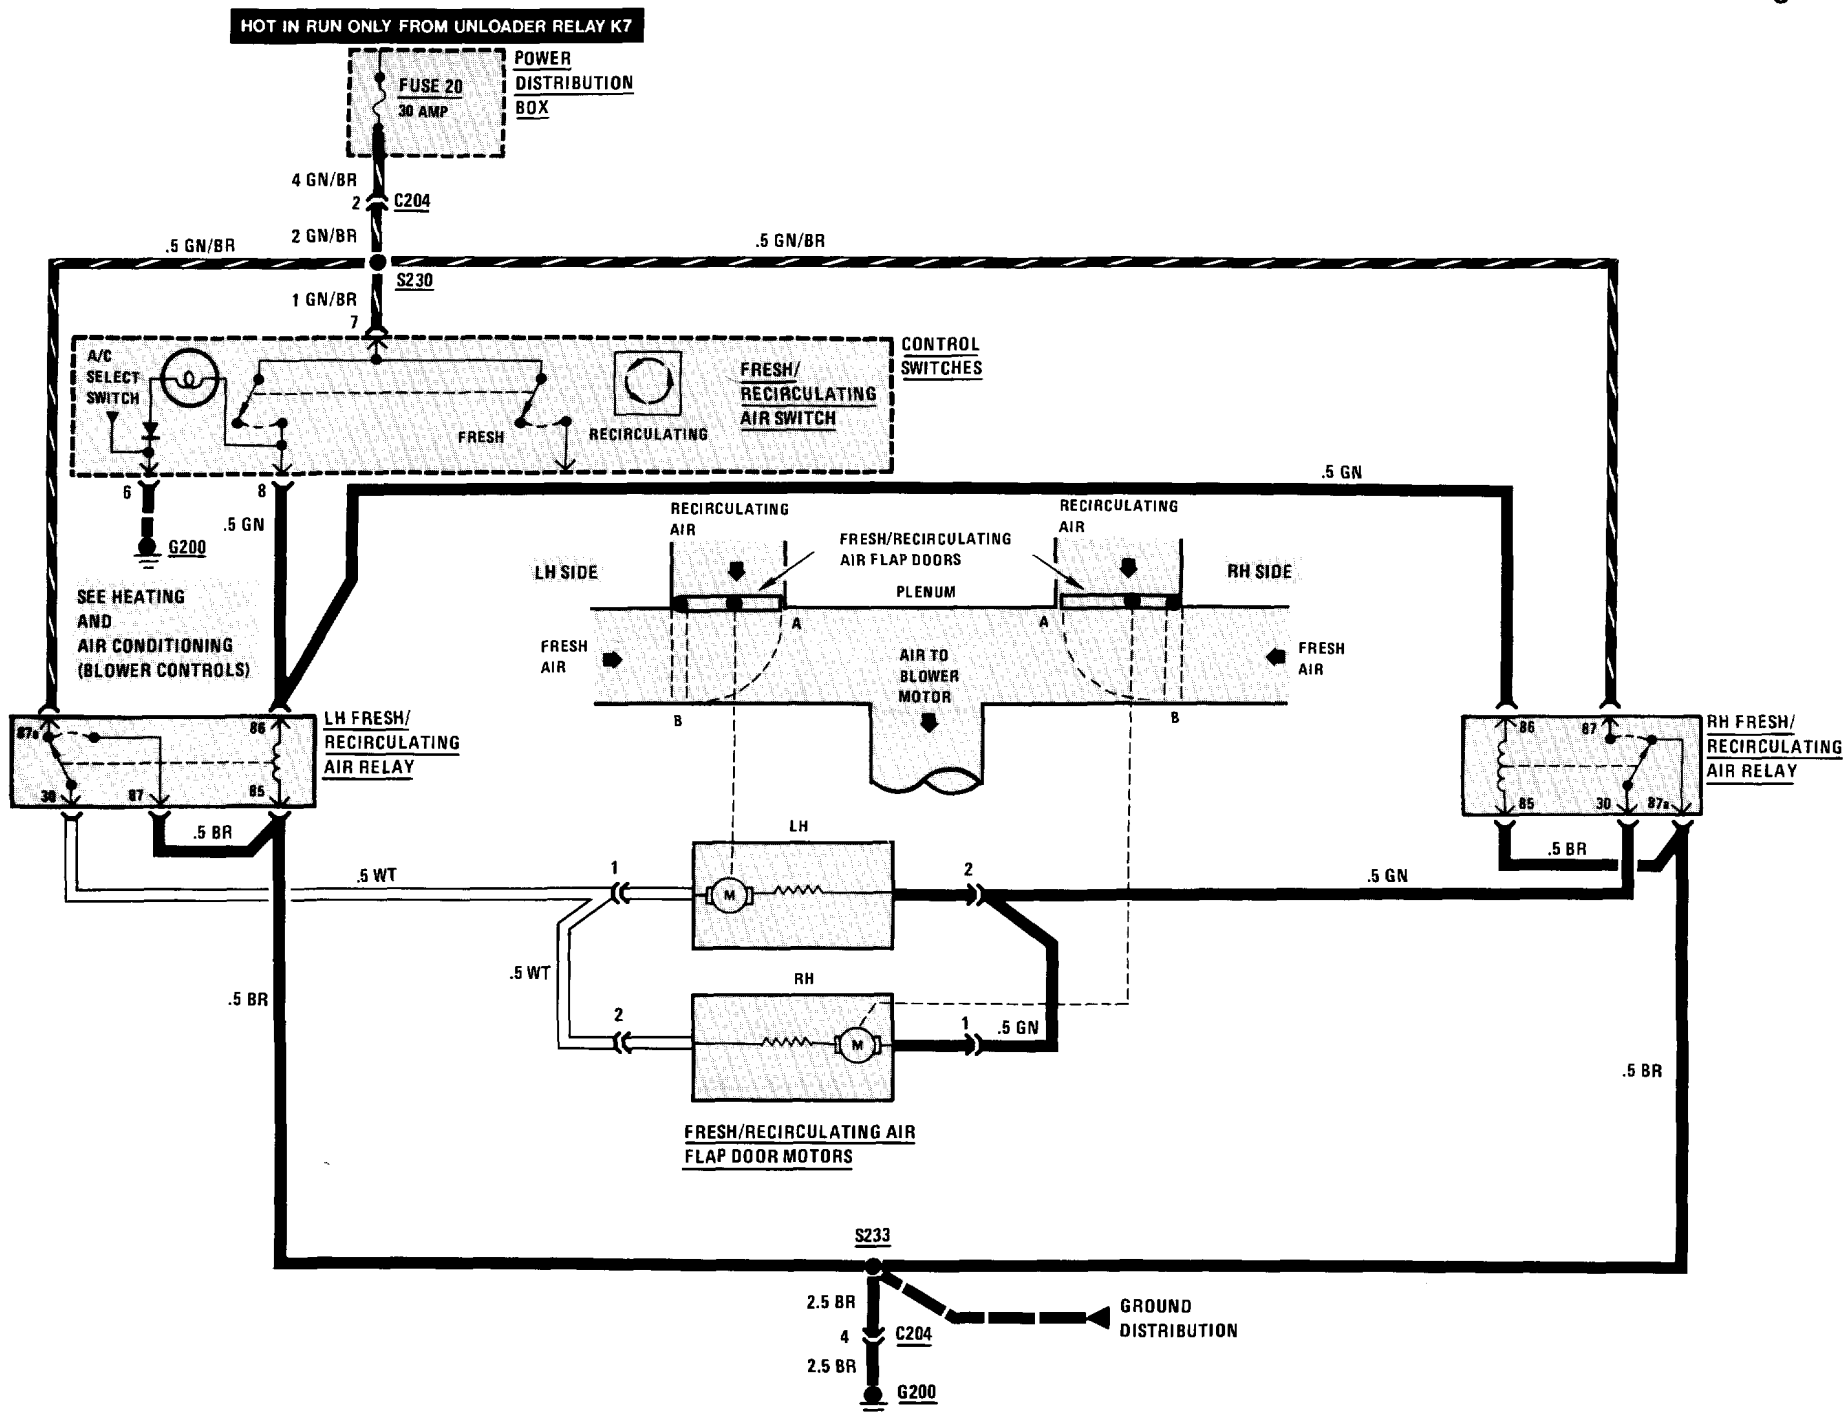 HOT IN RUN ONLY FROM UNLOADER RELAY K7
POWER
DISTRIBUTION
BOX
FUSE 20
30 AMP
4 GN/BR
2
C204
2 GN/BR
.5 GN/BR
.5 GN/BR
S230
1 GN/BR
7
CONTROL
SWITCHES
A/C
SELECT
SWITCH
FRESH/
RECIRCULATING
AIR SWITCH
FRESH
RECIRCULATING
6
8
.5 GN
G200
.5 GN
RECIRCULATING
AIR
RECIRCULATING
AIR
FRESH/RECIRCULATING
AIR FLAP DOORS
LH SIDE
RH SIDE
PLENUM
SEE HEATING
AND
AIR CONDITIONING
(BLOWER CONTROLS)
A
A
FRESH
AIR
AIR TO
BLOWER
MOTOR
FRESH
AIR
B
B
87a
86
30
87
85
LH FRESH/
RECIRCULATING
AIR RELAY
86
87
85
30
87a
RH FRESH/
RECIRCULATING
AIR RELAY
.5 BR
.5 BR
LH
1
2
.5 WT
M
.5 GN
.5 WT
RH
2
1
.5 GN
M
.5 BR
.5 BR
FRESH/RECIRCULATING AIR
FLAP DOOR MOTORS
S233
2.5 BR
4
C204
2.5 BR
G200
GROUND
DISTRIBUTION